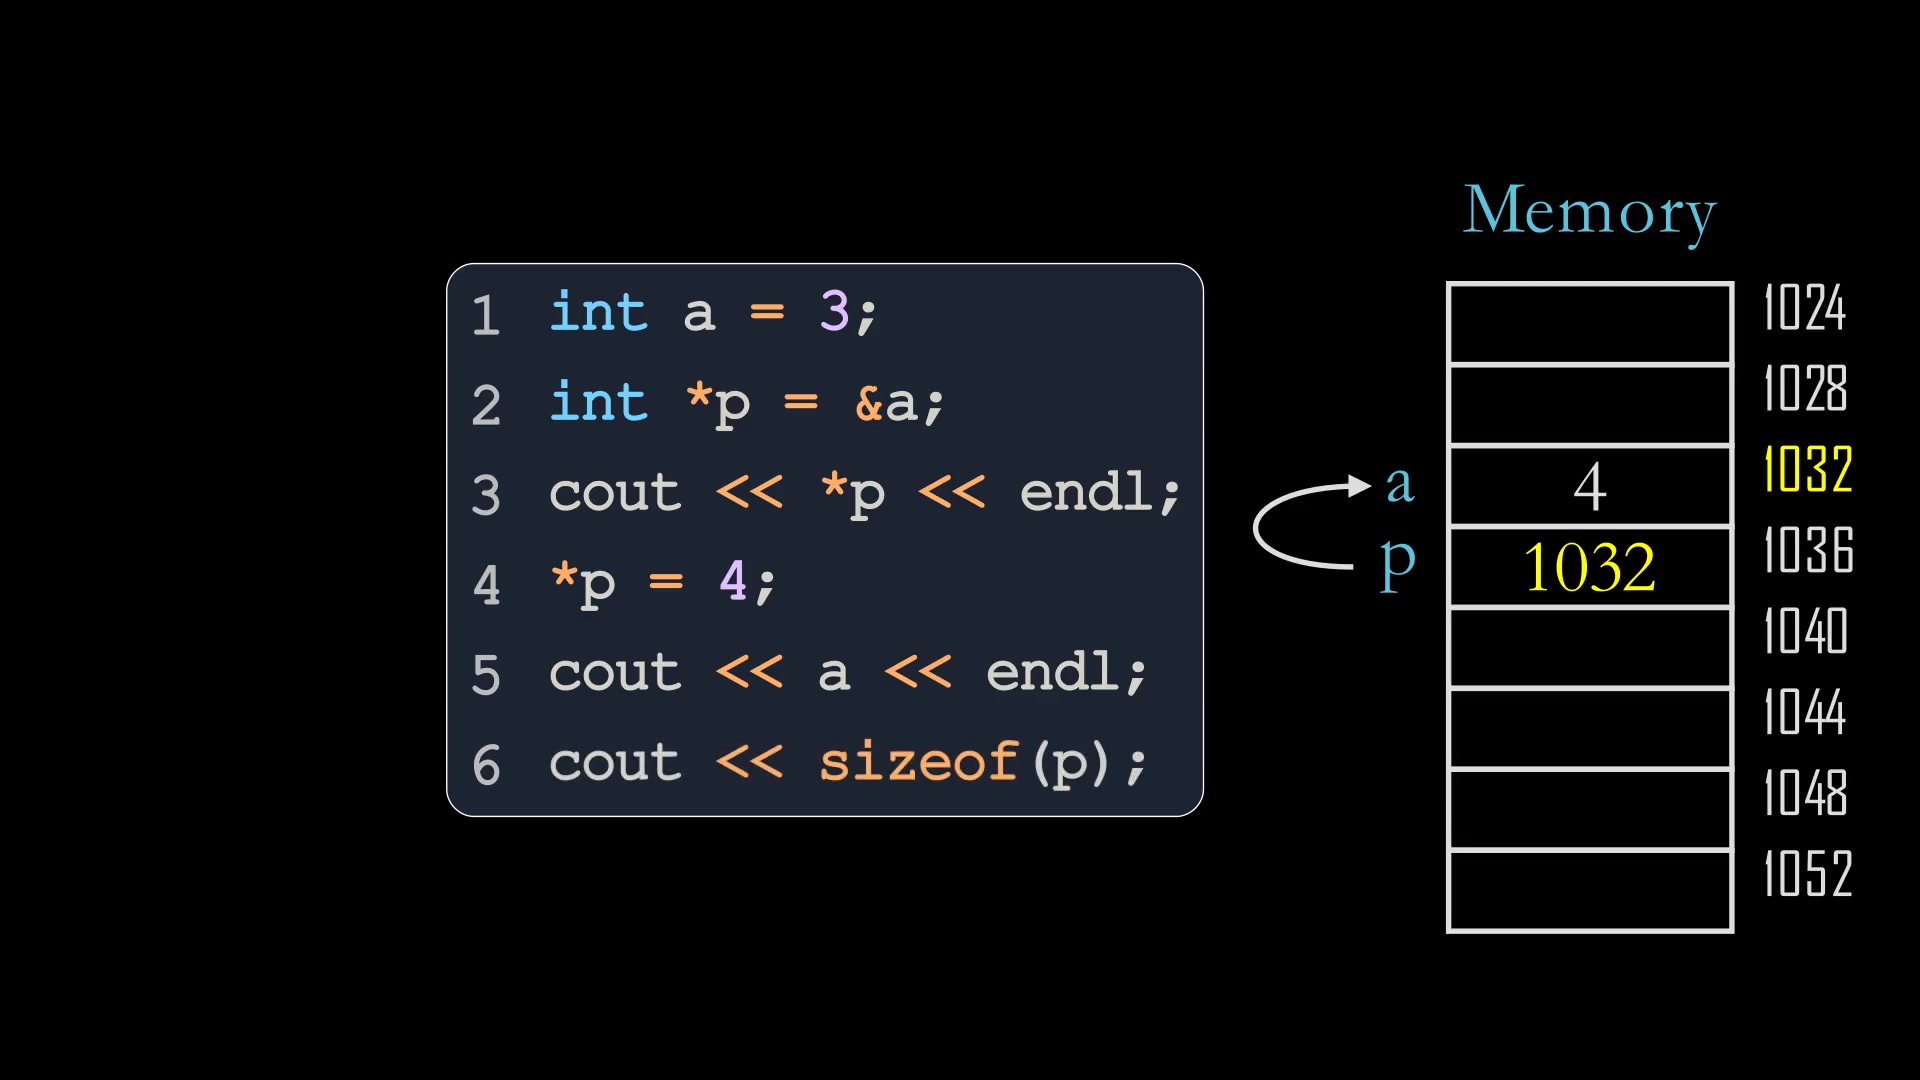 1 int a = 3;
2 int *p = &a;
3 cout << *p << endl;
4 *p = 4;
5 cout << a << endl;
6 cout << sizeof(p);
Memory
1024
1028
a 4 1032
p 1032 1036
1040
1044
1048
1052